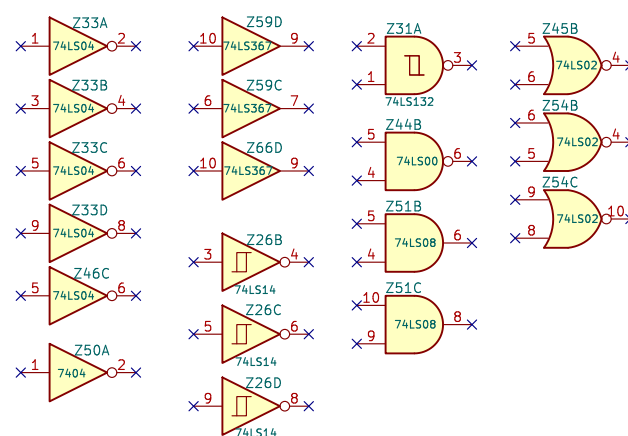 Z33A
1 74LS04 2
Z33B
3 74LS04 4
Z33C
5 74LS04 6
Z33D
9 74LS04 8
Z46C
5 74LS04 6
Z50A
1 7404 2
Z59D
10 74LS367 9
Z59C
6 74LS367 7
Z66D
10 74LS367 9
Z26B
3 4
74LS14
Z26C
5 6
74LS14
Z26D
9 8
74LS14
Z31A
2
3
1
74LS132
Z44B
5
74LS00 6
4
Z51B
5
74LS08 6
4
Z51C
10
74LS08 8
9
Z45B
5
74LS02 4
6
Z54B
6
74LS02 4
5
Z54C
9
74LS02 10
8